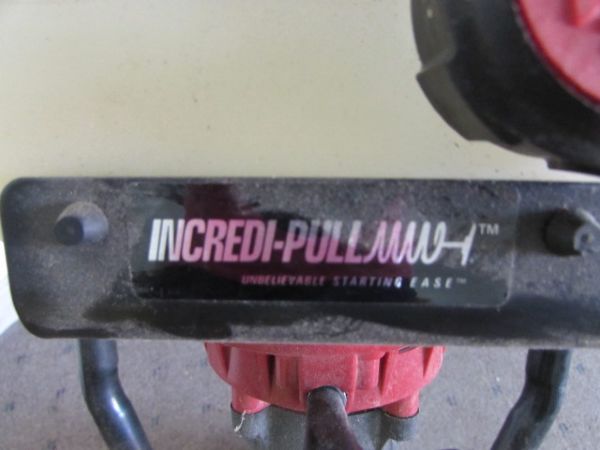 INCREDI-PULL™
UNBELIEVABLE STARTING EASE™